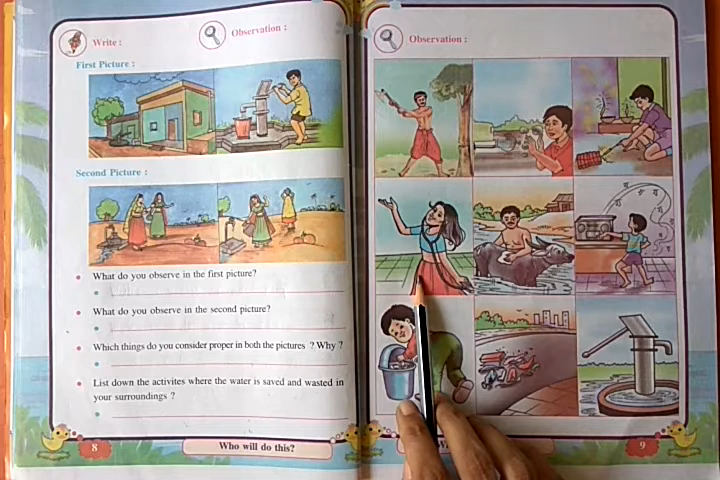 Write :
Observation :
First Picture :
Second Picture :
What do you observe in the first picture?
What do you observe in the second picture?
Which things do you consider proper in both the pictures ? Why ?
List down the activites where the water is saved and wasted in
your surroundings ?
8
Who will do this?
Observation :
9